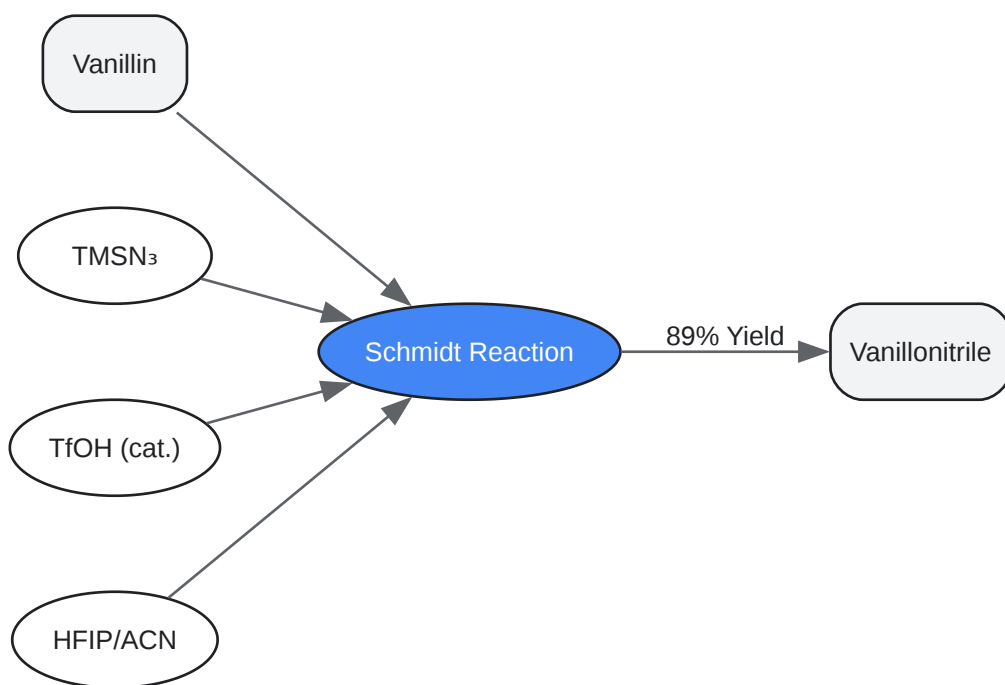 Vanillin
TMSN₃
Schmidt Reaction
89% Yield
Vanillonitrile
TfOH (cat.)
HFIP/ACN